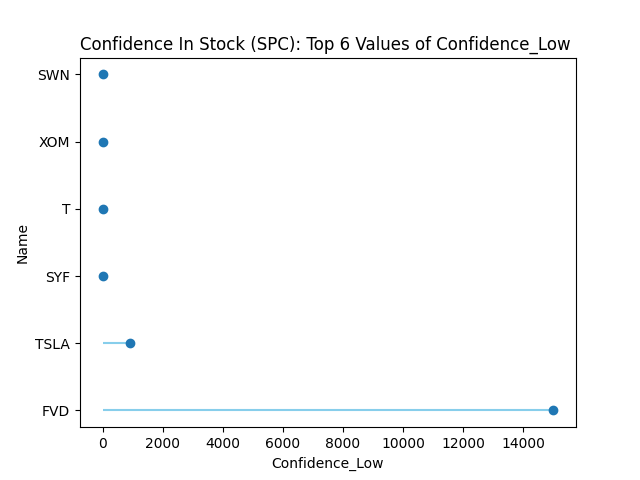 Confidence In Stock (SPC): Top 6 Values of Confidence_Low
SWN
XOM
T
SYF
TSLA
FVD
Name
0 2000 4000 6000 8000 10000 12000 14000
Confidence_Low